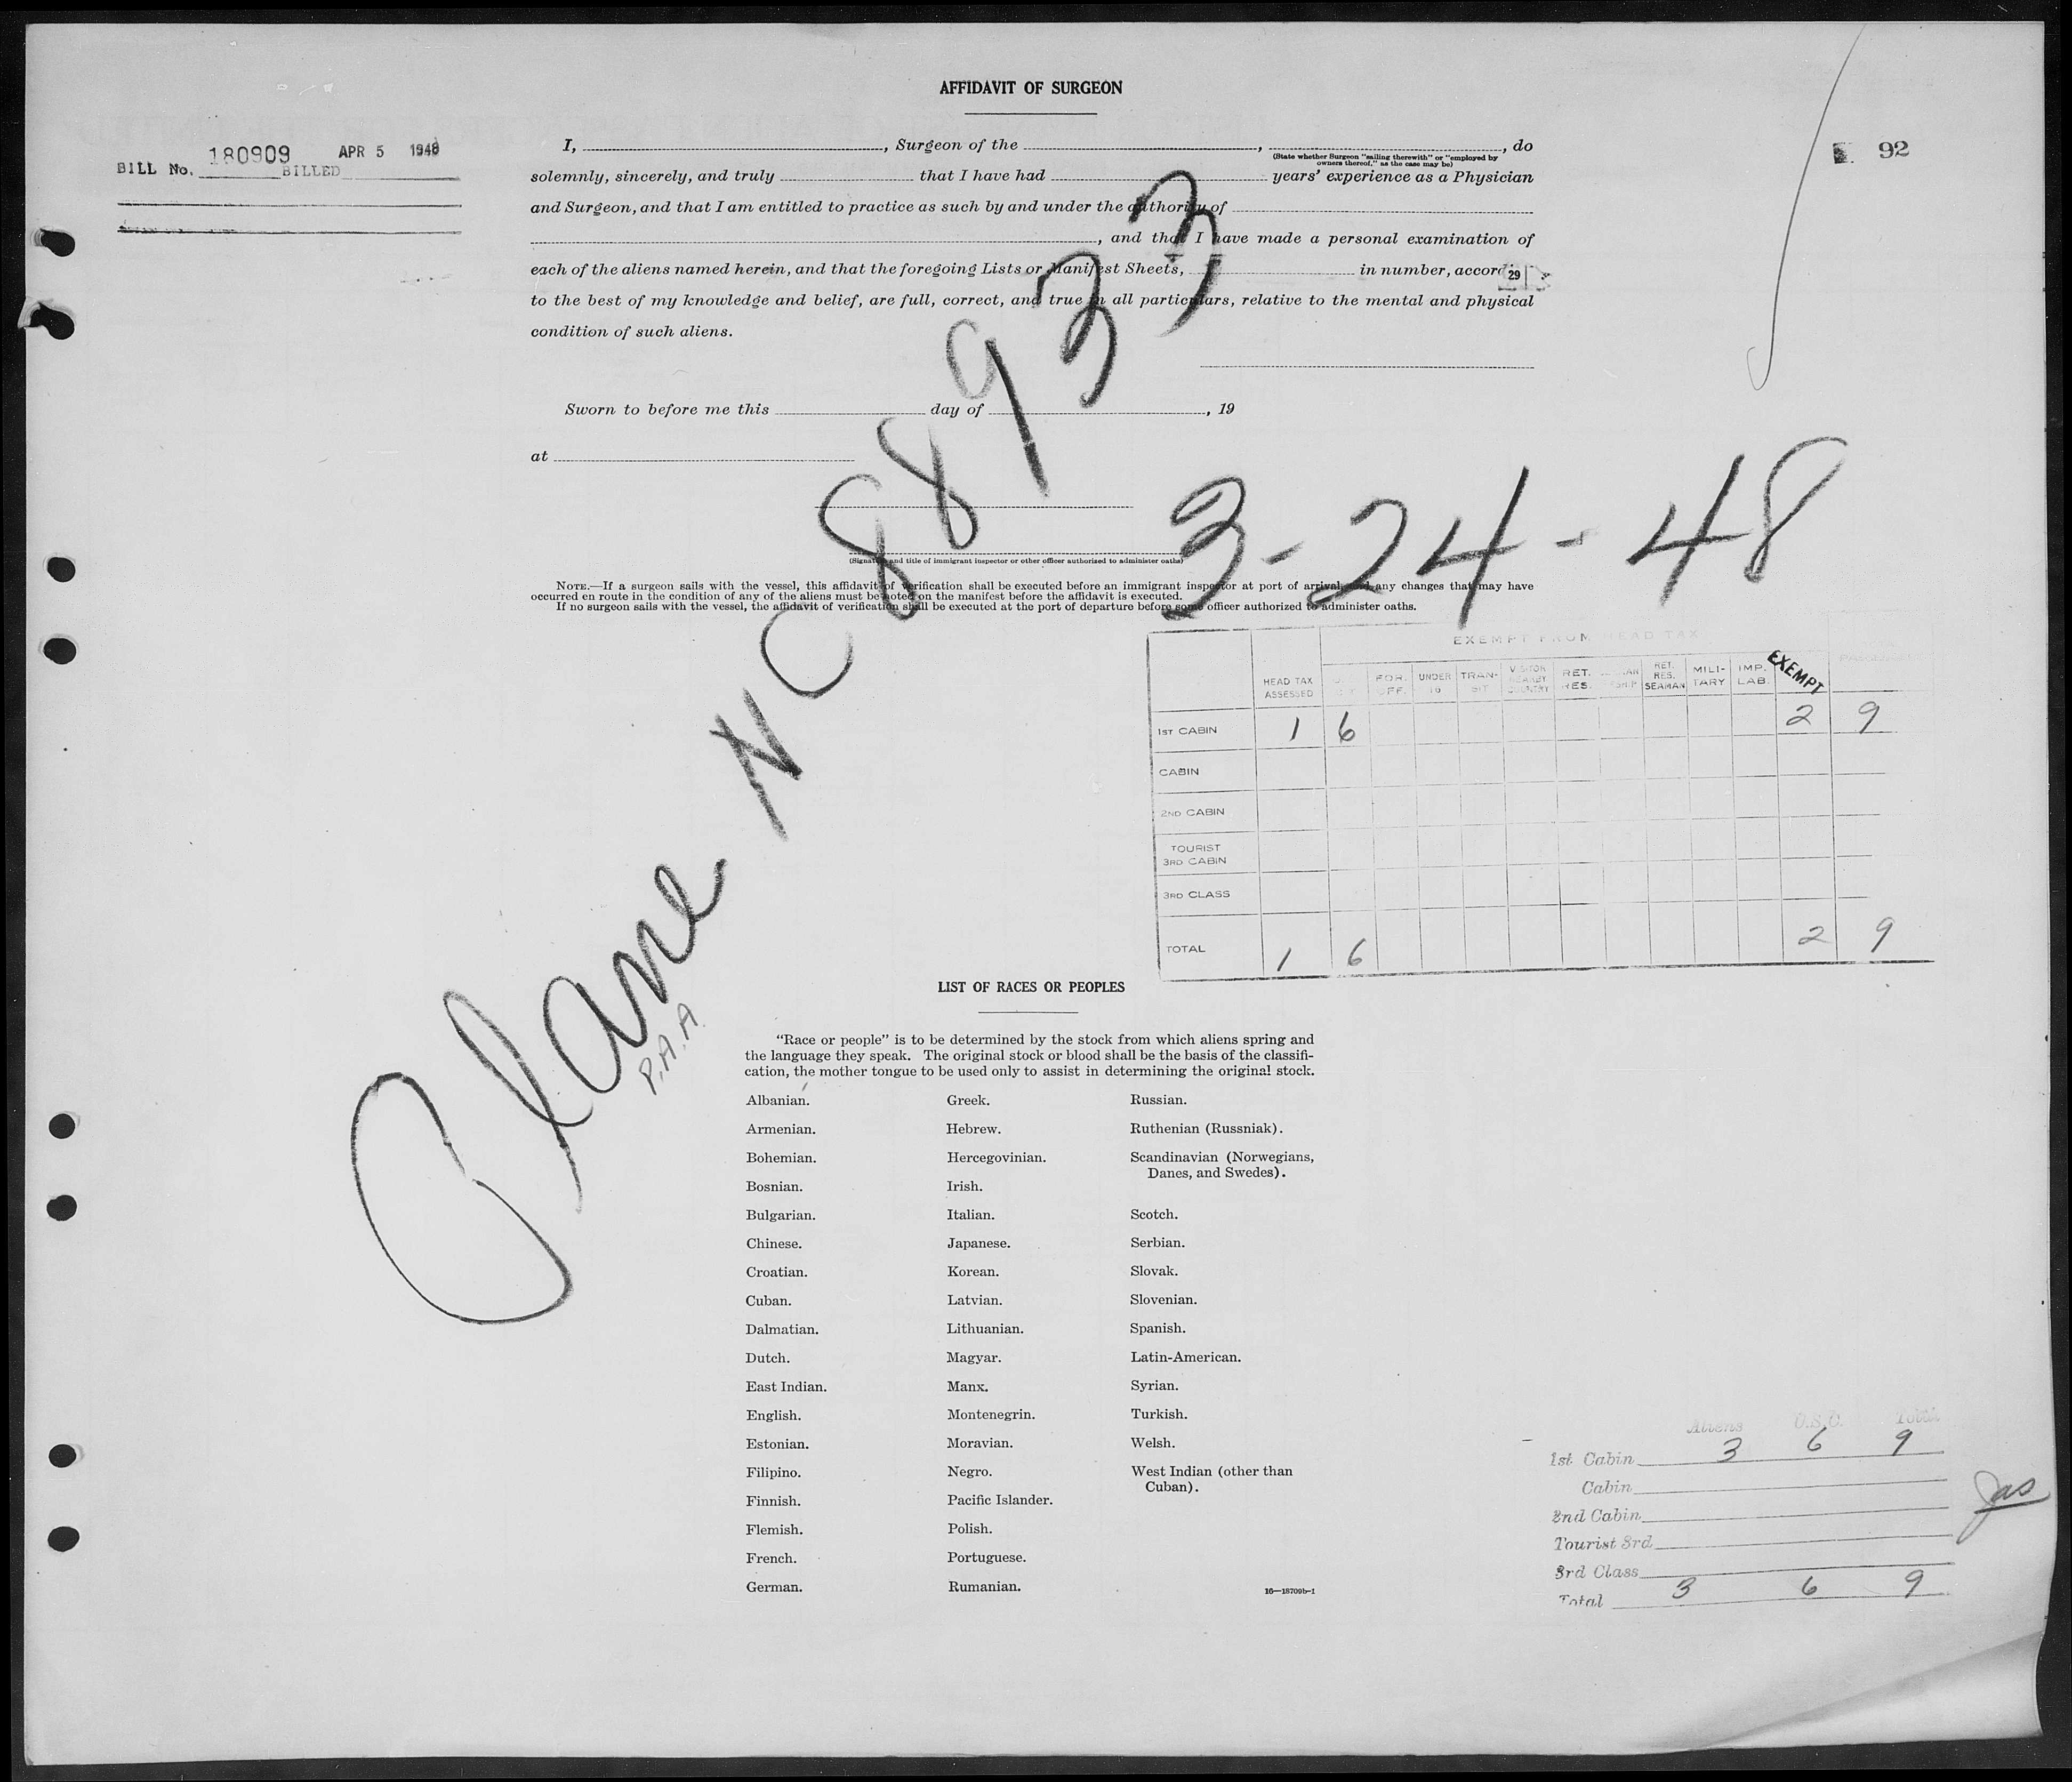 AFFIDAVIT OF SURGEON
BILL No. 180909 BILLED APR 5 1948
92
I, , Surgeon of the , , do
(State whether Surgeon "sailing therewith" or "employed by
owners thereof," as the case may be)
solemnly, sincerely, and truly that I have had years' experience as a Physician
and Surgeon, and that I am entitled to practice as such by and under the authority of
, and that I have made a personal examination of
each of the aliens named herein, and that the foregoing Lists or Manifest Sheets, in number, accord
29
to the best of my knowledge and belief, are full, correct, and true in all particulars, relative to the mental and physical
condition of such aliens.
Sworn to before me this day of , 19
at
(Signature and title of immigrant inspector or other officer authorized to administer oaths)
NOTE.—If a surgeon sails with the vessel, this affidavit of verification shall be executed before an immigrant inspector at port of arrival, and any changes that may have
occurred en route in the condition of any of the aliens must be noted on the manifest before the affidavit is executed.
If no surgeon sails with the vessel, the affidavit of verification shall be executed at the port of departure before some officer authorized to administer oaths.
Plane NC 88933
P.A.A.
3-24-48
EXEMPT FROM HEAD TAX
HEAD TAX ASSESSED FOR. OFF. UNDER 16 TRAN- SIT VISITOR NEARBY COUNTRY RET. RES. RET. RES. SEAMAN MILI- TARY IMP. LAB. EXEMPT
1ST CABIN 1 6 2 9
CABIN
2ND CABIN
TOURIST
3RD CABIN
3RD CLASS
TOTAL 1 6 2 9
LIST OF RACES OR PEOPLES
"Race or people" is to be determined by the stock from which aliens spring and
the language they speak. The original stock or blood shall be the basis of the classifi-
cation, the mother tongue to be used only to assist in determining the original stock.
Albanian. Greek. Russian.
Armenian. Hebrew. Ruthenian (Russniak).
Bohemian. Hercegovinian. Scandinavian (Norwegians,
Danes, and Swedes).
Bosnian. Irish.
Bulgarian. Italian. Scotch.
Chinese. Japanese. Serbian.
Croatian. Korean. Slovak.
Cuban. Latvian. Slovenian.
Dalmatian. Lithuanian. Spanish.
Dutch. Magyar. Latin-American.
East Indian. Manx. Syrian.
English. Montenegrin. Turkish.
Estonian. Moravian. Welsh.
Filipino. Negro. West Indian (other than
Cuban).
Finnish. Pacific Islander.
Flemish. Polish.
French. Portuguese.
German. Rumanian.
16—18709b-1
Aliens U.S.C. Total
1st Cabin 3 6 9
Cabin
2nd Cabin
Tourist 3rd
3rd Class
Total 3 6 9
Jas